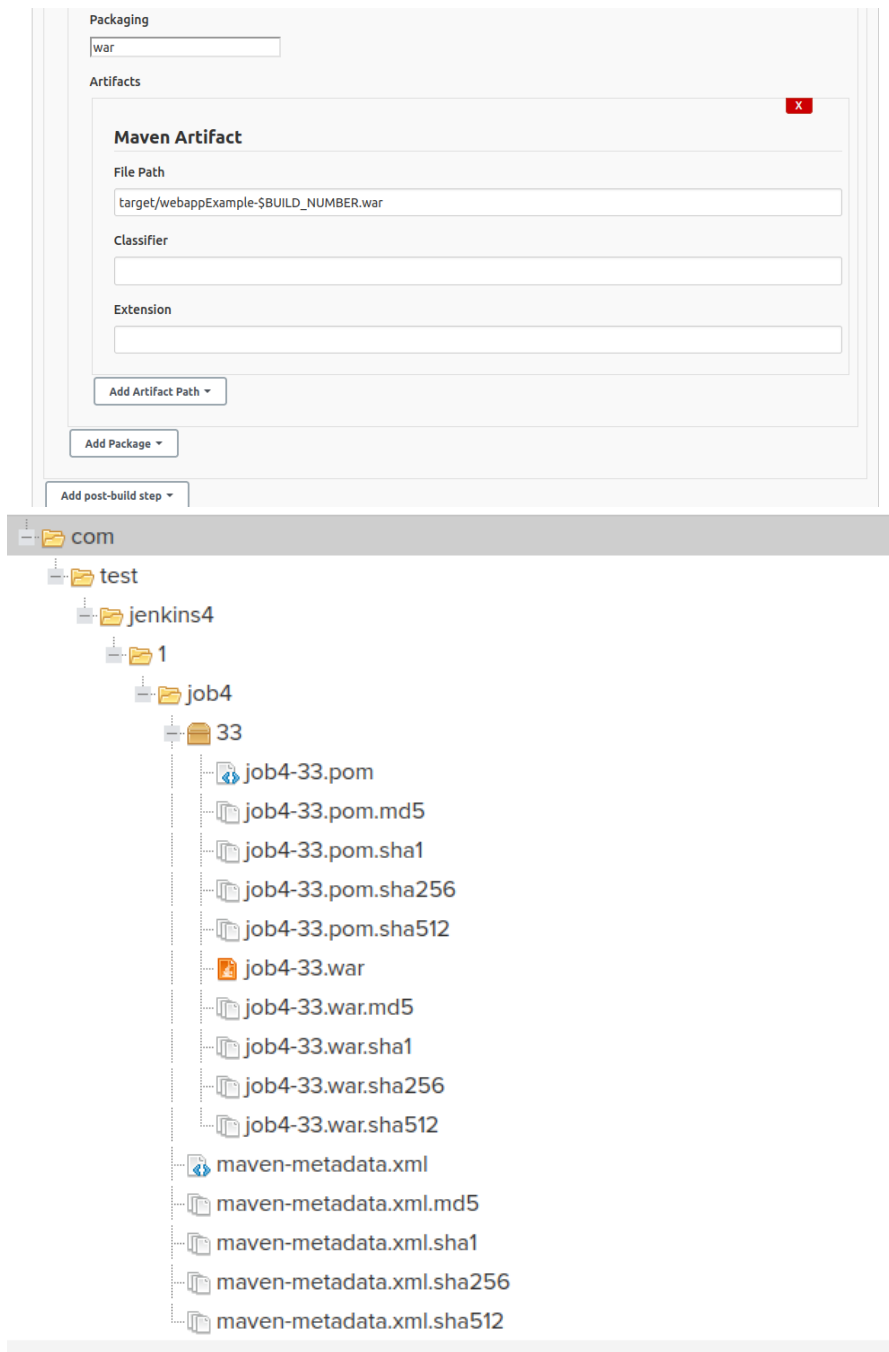 Packaging
war
Artifacts
X
Maven Artifact
File Path
target/webappExample-$BUILD_NUMBER.war
Classifier
Extension
Add Artifact Path
Add Package
Add post-build step
com
test
jenkins4
1
job4
33
job4-33.pom
job4-33.pom.md5
job4-33.pom.sha1
job4-33.pom.sha256
job4-33.pom.sha512
job4-33.war
job4-33.war.md5
job4-33.war.sha1
job4-33.war.sha256
job4-33.war.sha512
maven-metadata.xml
maven-metadata.xml.md5
maven-metadata.xml.sha1
maven-metadata.xml.sha256
maven-metadata.xml.sha512